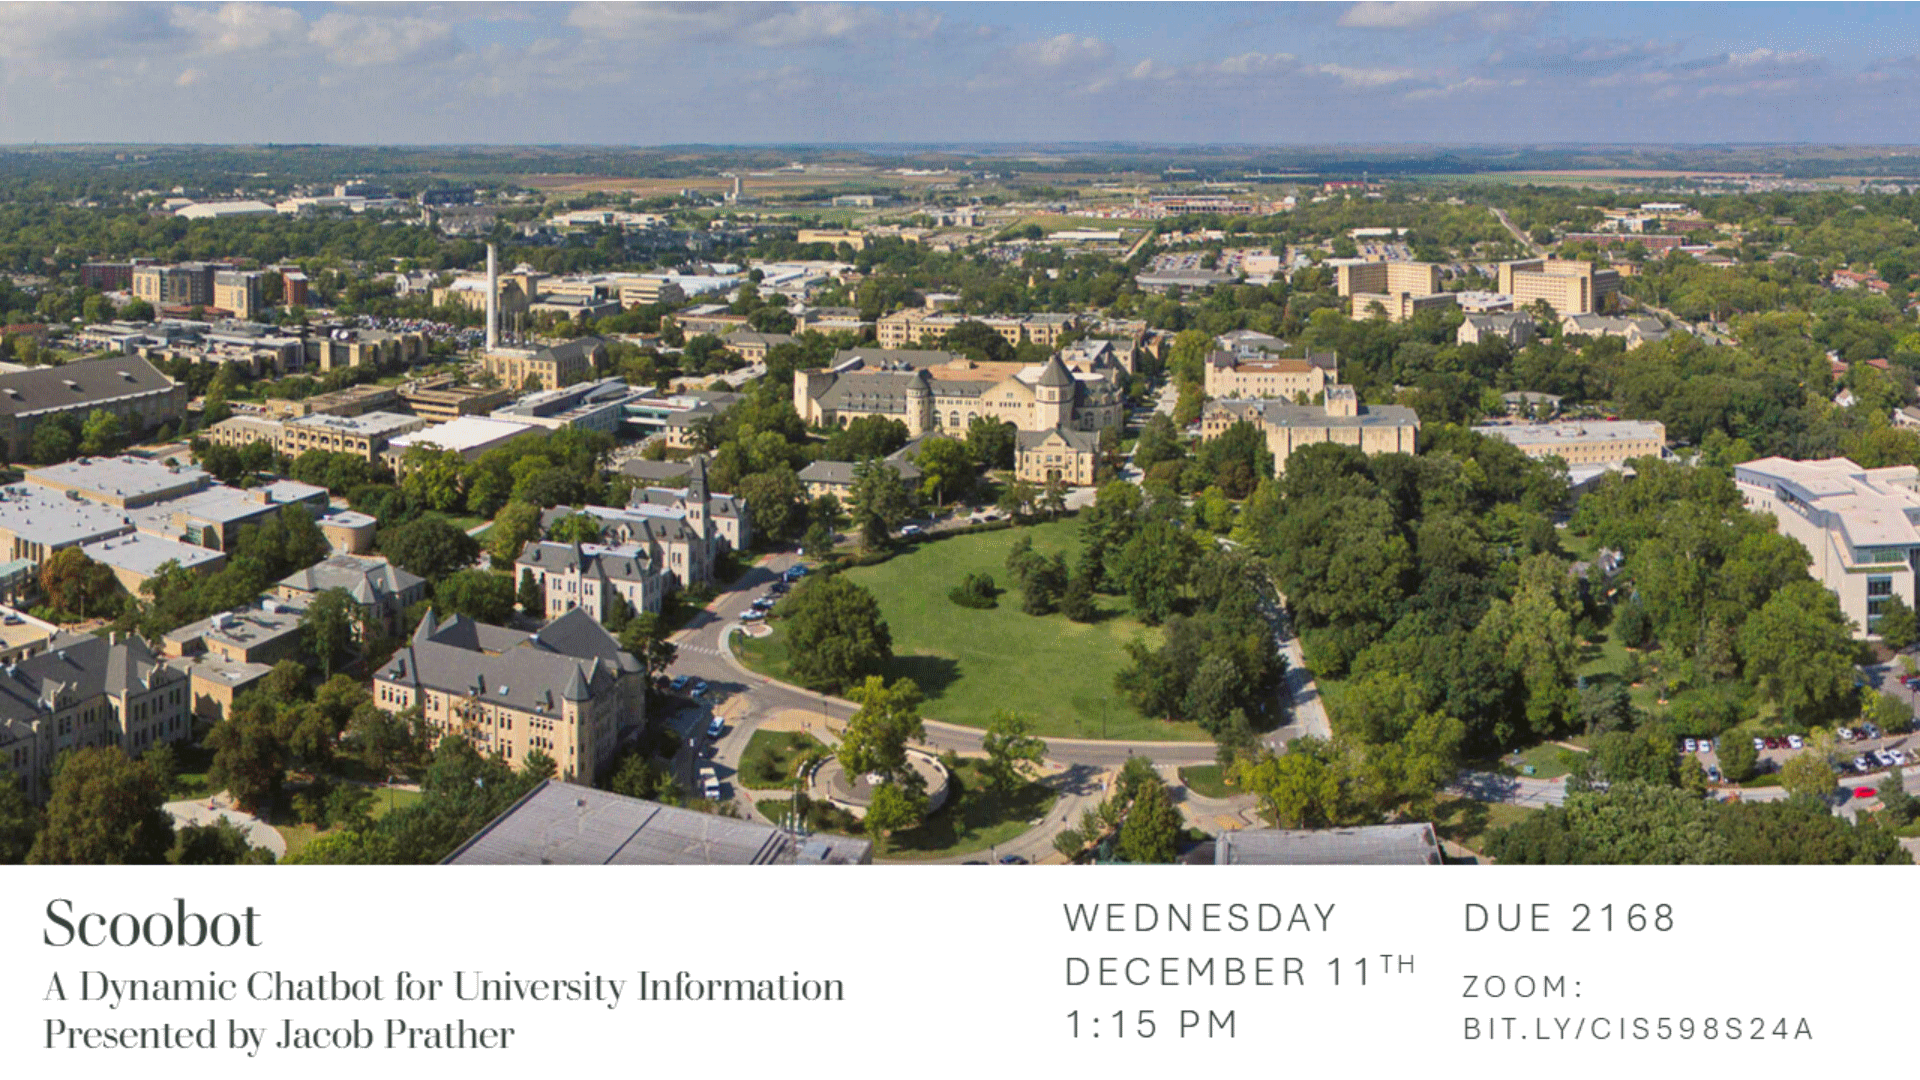 Scoobot
A Dynamic Chatbot for University Information
Presented by Jacob Prather
WEDNESDAY
DECEMBER 11TH
1:15 PM
DUE 2168
ZOOM:
BIT.LY/CIS598S24A